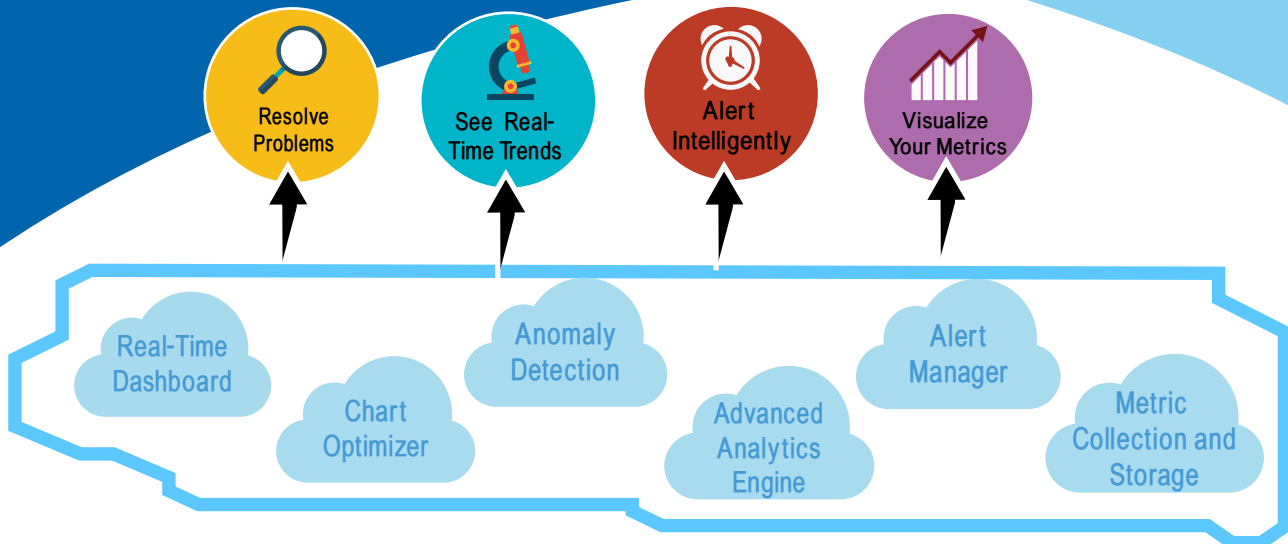 Resolve
Problems
See Real-
Time Trends
Alert
Intelligently
Visualize
Your Metrics
Real-Time
Dashboard
Chart
Optimizer
Anomaly
Detection
Advanced
Analytics
Engine
Alert
Manager
Metric
Collection and
Storage